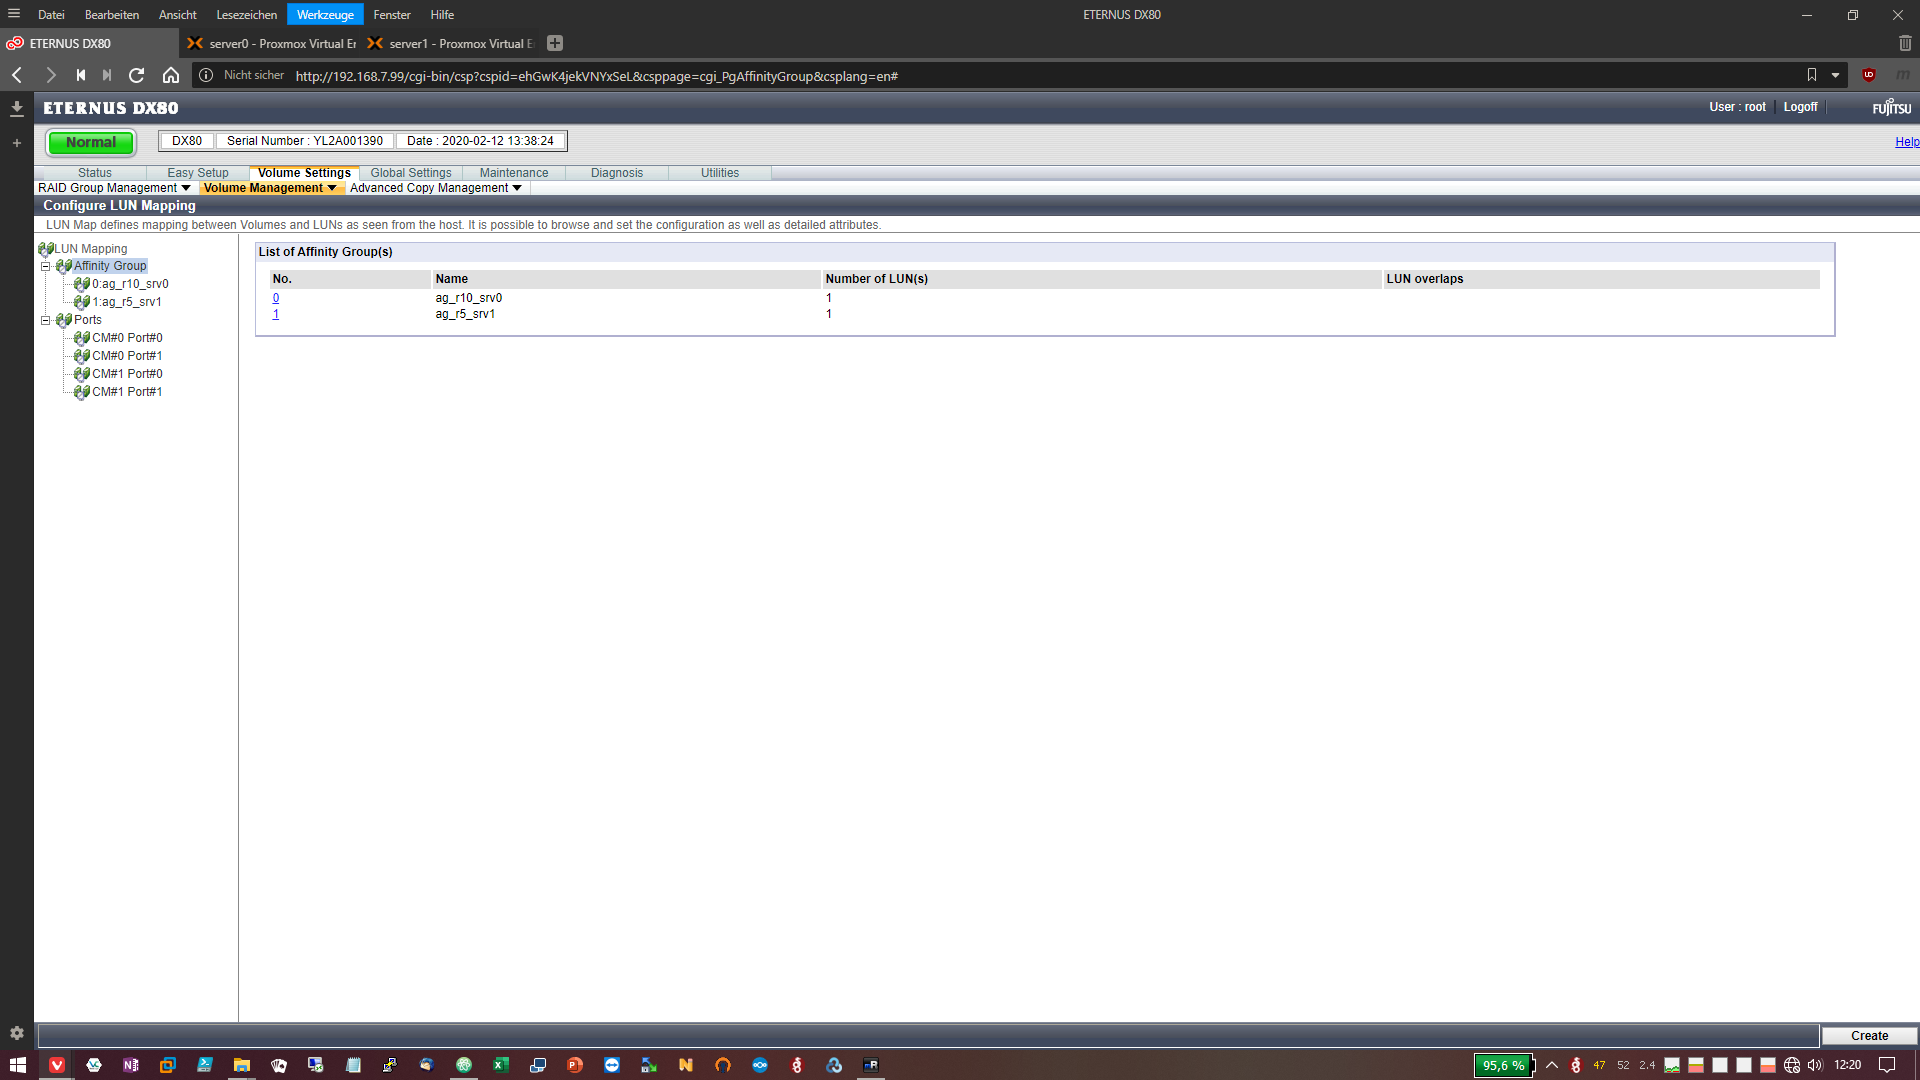 Datei Bearbeiten Ansicht Lesezeichen Werkzeuge Fenster Hilfe ETERNUS DX80
ETERNUS DX80 server0 - Proxmox Virtual Er server1 - Proxmox Virtual E
Nicht sicher http://192.168.7.99/cgi-bin/csp?cspid=ehGwK4jekVNYxSeL&csppage=cgi_PgAffinityGroup&csplang=en#
ETERNUS DX80 User : root Logoff FUJITSU
Normal DX80 Serial Number : YL2A001390 Date : 2020-02-12 13:38:24 Help
Status Easy Setup Volume Settings Global Settings Maintenance Diagnosis Utilities
RAID Group Management Volume Management Advanced Copy Management
Configure LUN Mapping
LUN Map defines mapping between Volumes and LUNs as seen from the host. It is possible to browse and set the configuration as well as detailed attributes.
LUN Mapping
Affinity Group
0:ag_r10_srv0
1:ag_r5_srv1
Ports
CM#0 Port#0
CM#0 Port#1
CM#1 Port#0
CM#1 Port#1
List of Affinity Group(s)
No. Name Number of LUN(s) LUN overlaps
0 ag_r10_srv0 1
1 ag_r5_srv1 1
Create
95,6 % 47 52 2.4 12:20